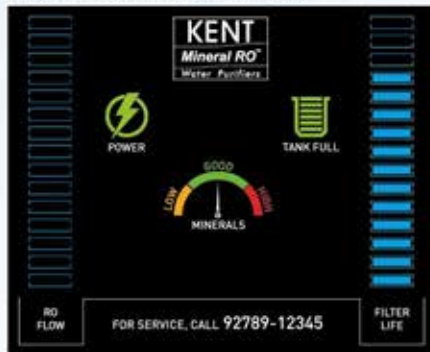 KENT
Mineral RO™
Water Purifiers
POWER
TANK FULL
LOW
GOOD
HIGH
MINERALS
RO
FLOW
FOR SERVICE, CALL 92789-12345
FILTER
LIFE